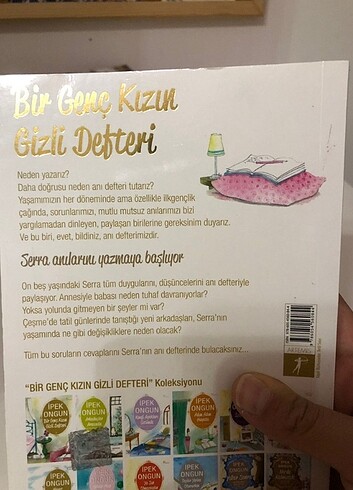 Bir Genç Kızın
Gizli Defteri
Neden yazarız?
Daha doğrusu neden anı defteri tutarız?
Yaşamımızın her döneminde ama özellikle ilkgençlik
çağında, sorunlarımızı, mutlu mutsuz anılarımızı bizi
yargılamadan dinleyen, paylaşan birilerine gereksinim duyarız.
Ve bu biri, evet, bildiniz, anı defterimizdir.
Serra anılarını yazmaya başlıyor
On beş yaşındaki Serra tüm duygularını, düşüncelerini anı defteriyle
paylaşıyor. Annesiyle babası neden tuhaf davranıyorlar?
Yoksa yolunda gitmeyen bir şeyler mi var?
Çeşme'de tatil günlerinde tanıştığı yeni arkadaşları, Serra'nın
yaşamında ne gibi değişikliklere neden olacak?
Tüm bu soruların cevaplarını Serra'nın anı defterinde bulacaksınız...
"BİR GENÇ KIZIN GİZLİ DEFTERİ" Koleksiyonu
ARTEMİS
İPEK ONGUN
İPEK ONGUN
İPEK ONGUN
İPEK ONGUN
İPEK ONGUN
İPEK ONGUN
İPEK ONGUN